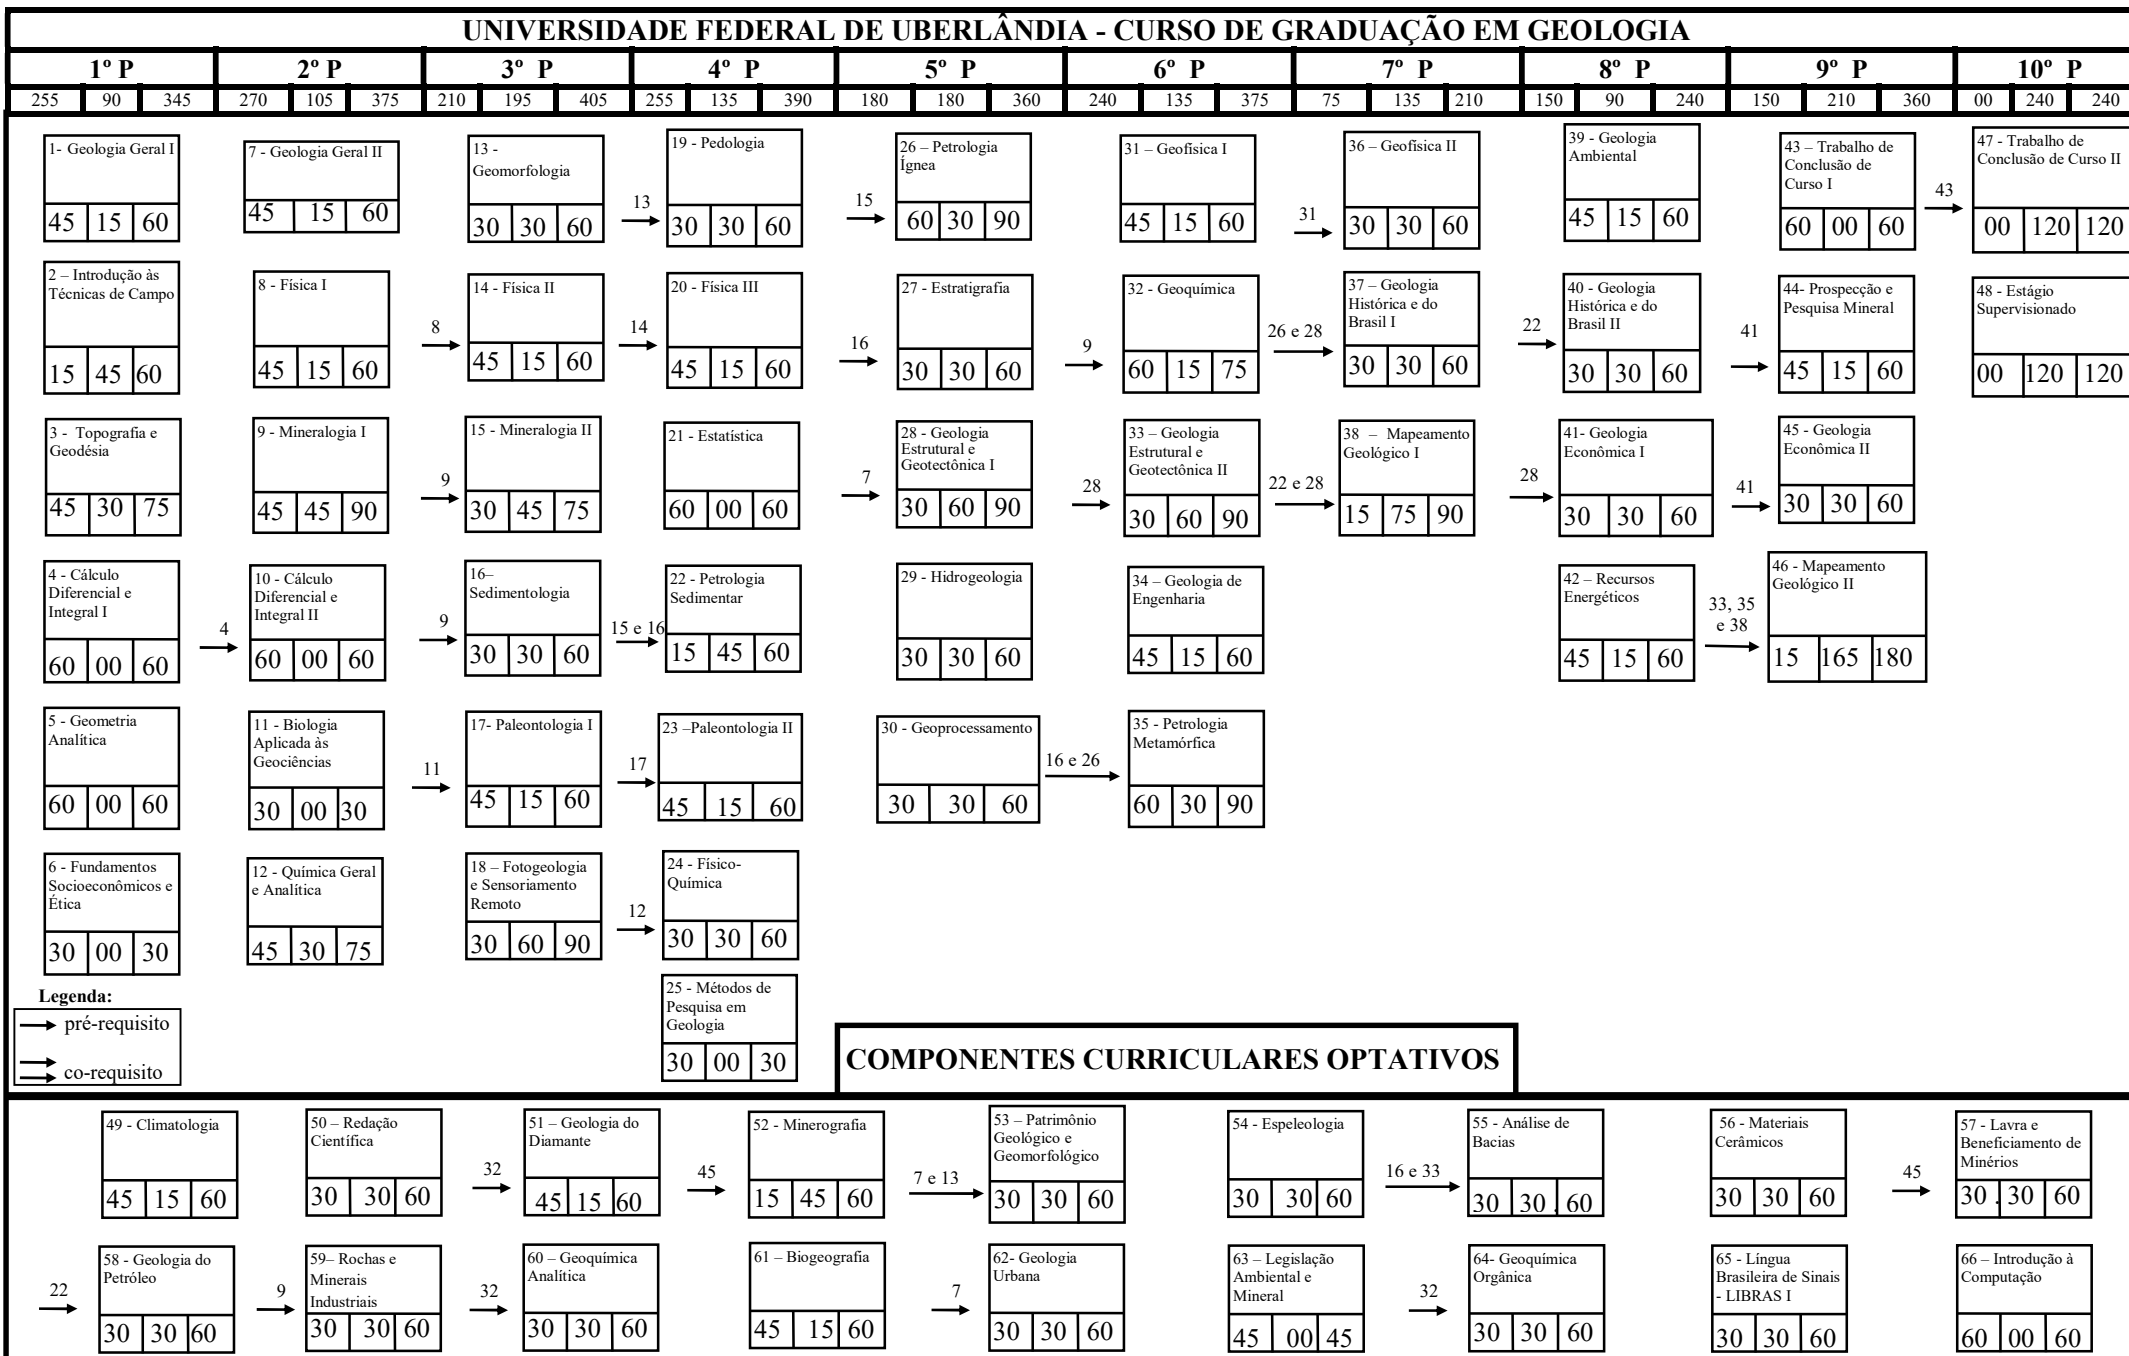 UNIVERSIDADE FEDERAL DE UBERLÂNDIA - CURSO DE GRADUAÇÃO EM GEOLOGIA
1º P 2º P 3º P 4º P 5º P 6º P 7º P 8º P 9º P 10º P
255 90 345 270 105 375 210 195 405 255 135 390 180 180 360 240 135 375 75 135 210 150 90 240 150 210 360 00 240 240
1- Geologia Geral I
45 15 60
7 - Geologia Geral II
45 15 60
13 -
Geomorfologia
30 30 60
13
19 - Pedologia
30 30 60
15
26 – Petrologia
Ígnea
60 30 90
31 – Geofísica I
45 15 60
31
36 – Geofísica II
30 30 60
39 - Geologia
Ambiental
45 15 60
43 – Trabalho de
Conclusão de
Curso I
60 00 60
43
47 - Trabalho de
Conclusão de Curso II
00 120 120
2 – Introdução às
Técnicas de Campo
15 45 60
8 - Física I
45 15 60
8
14 - Física II
45 15 60
14
20 - Física III
45 15 60
16
27 - Estratigrafia
30 30 60
9
32 - Geoquímica
60 15 75
26 e 28
37 – Geologia
Histórica e do
Brasil I
30 30 60
22
40 - Geologia
Histórica e do
Brasil II
30 30 60
41
44- Prospecção e
Pesquisa Mineral
45 15 60
48 - Estágio
Supervisionado
00 120 120
3 - Topografia e
Geodésia
45 30 75
9 - Mineralogia I
45 45 90
9
15 - Mineralogia II
30 45 75
21 - Estatística
60 00 60
7
28 - Geologia
Estrutural e
Geotectônica I
30 60 90
28
33 – Geologia
Estrutural e
Geotectônica II
30 60 90
22 e 28
38 – Mapeamento
Geológico I
15 75 90
28
41- Geologia
Econômica I
30 30 60
41
45 - Geologia
Econômica II
30 30 60
4 - Cálculo
Diferencial e
Integral I
60 00 60
4
10 - Cálculo
Diferencial e
Integral II
60 00 60
9
16–
Sedimentologia
30 30 60
15 e 16
22 - Petrologia
Sedimentar
15 45 60
29 - Hidrogeologia
30 30 60
34 – Geologia de
Engenharia
45 15 60
42 – Recursos
Energéticos
45 15 60
33, 35
e 38
46 - Mapeamento
Geológico II
15 165 180
5 - Geometria
Analítica
60 00 60
11 - Biologia
Aplicada às
Geociências
30 00 30
11
17- Paleontologia I
45 15 60
17
23 –Paleontologia II
45 15 60
30 - Geoprocessamento
30 30 60
16 e 26
35 - Petrologia
Metamórfica
60 30 90
6 - Fundamentos
Socioeconômicos e
Ética
30 00 30
12 - Química Geral
e Analítica
45 30 75
18 – Fotogeologia
e Sensoriamento
Remoto
30 60 90
12
24 - Físico-
Química
30 30 60
25 - Métodos de
Pesquisa em
Geologia
30 00 30
Legenda:
pré-requisito
co-requisito
COMPONENTES CURRICULARES OPTATIVOS
49 - Climatologia
45 15 60
50 – Redação
Científica
30 30 60
32
51 – Geologia do
Diamante
45 15 60
45
52 - Minerografia
15 45 60
7 e 13
53 – Patrimônio
Geológico e
Geomorfológico
30 30 60
54 - Espeleologia
30 30 60
16 e 33
55 - Análise de
Bacias
30 30 60
56 - Materiais
Cerâmicos
30 30 60
45
57 - Lavra e
Beneficiamento de
Minérios
30 30 60
22
58 - Geologia do
Petróleo
30 30 60
9
59– Rochas e
Minerais
Industriais
30 30 60
32
60 – Geoquímica
Analítica
30 30 60
61 – Biogeografia
45 15 60
7
62- Geologia
Urbana
30 30 60
63 – Legislação
Ambiental e
Mineral
45 00 45
32
64- Geoquímica
Orgânica
30 30 60
65 - Língua
Brasileira de Sinais
- LIBRAS I
30 30 60
66 – Introdução à
Computação
60 00 60